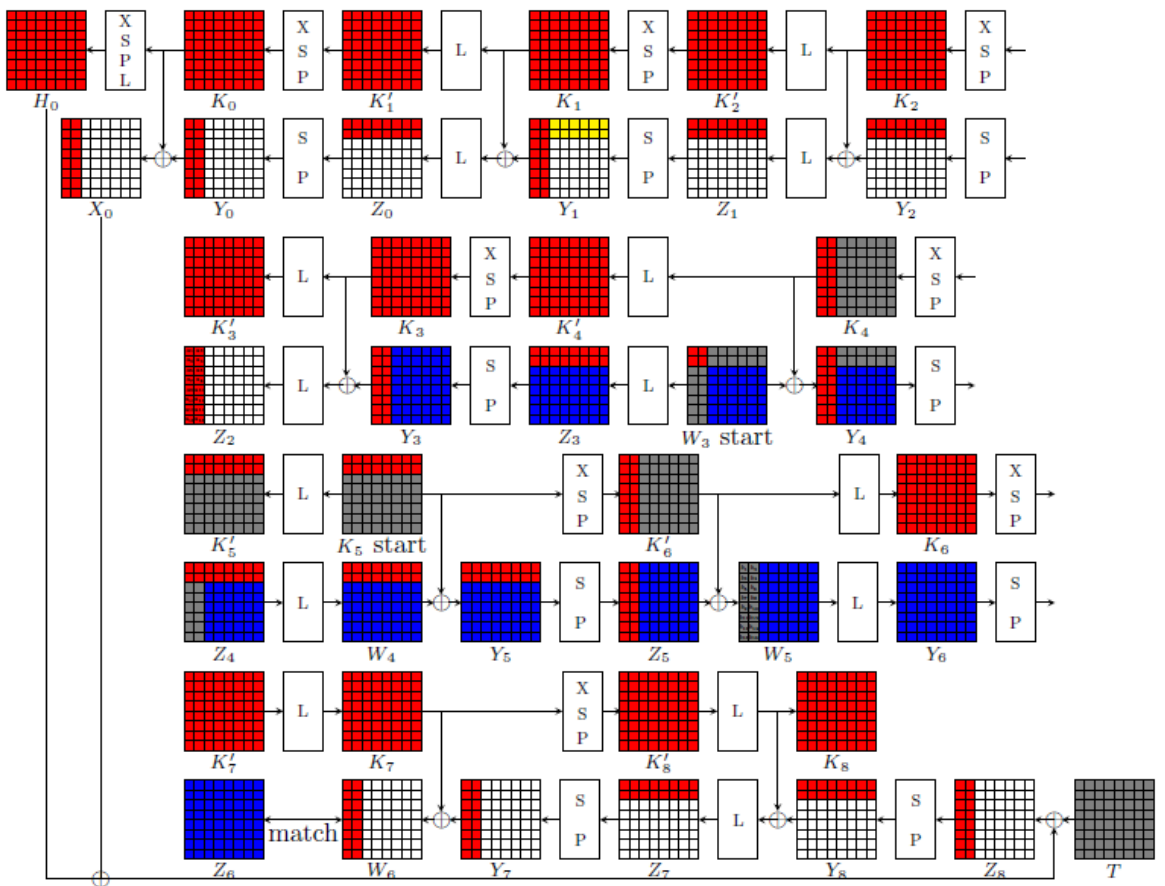 X X X
S S S
P L L
L P P
H₀ K₀ K′₁ K₁ K′₂ K₂
S S S
L L
P P P
X₀ Y₀ Z₀ Y₁ Z₁ Y₂
X X
L S L S
P P
K′₃ K₃ K′₄ K₄
S S
L L
P P
Z₂ Y₃ Z₃ W₃ start Y₄
X X
L S L S
P P
K′₅ K₅ start K′₆ K₆
S S
L L
P P
Z₄ W₄ Y₅ Z₅ W₅ Y₆
X
L S L
P
K′₇ K₇ K′₈ K₈
S S
L
P P
match
Z₆ W₆ Y₇ Z₇ Y₈ Z₈ T